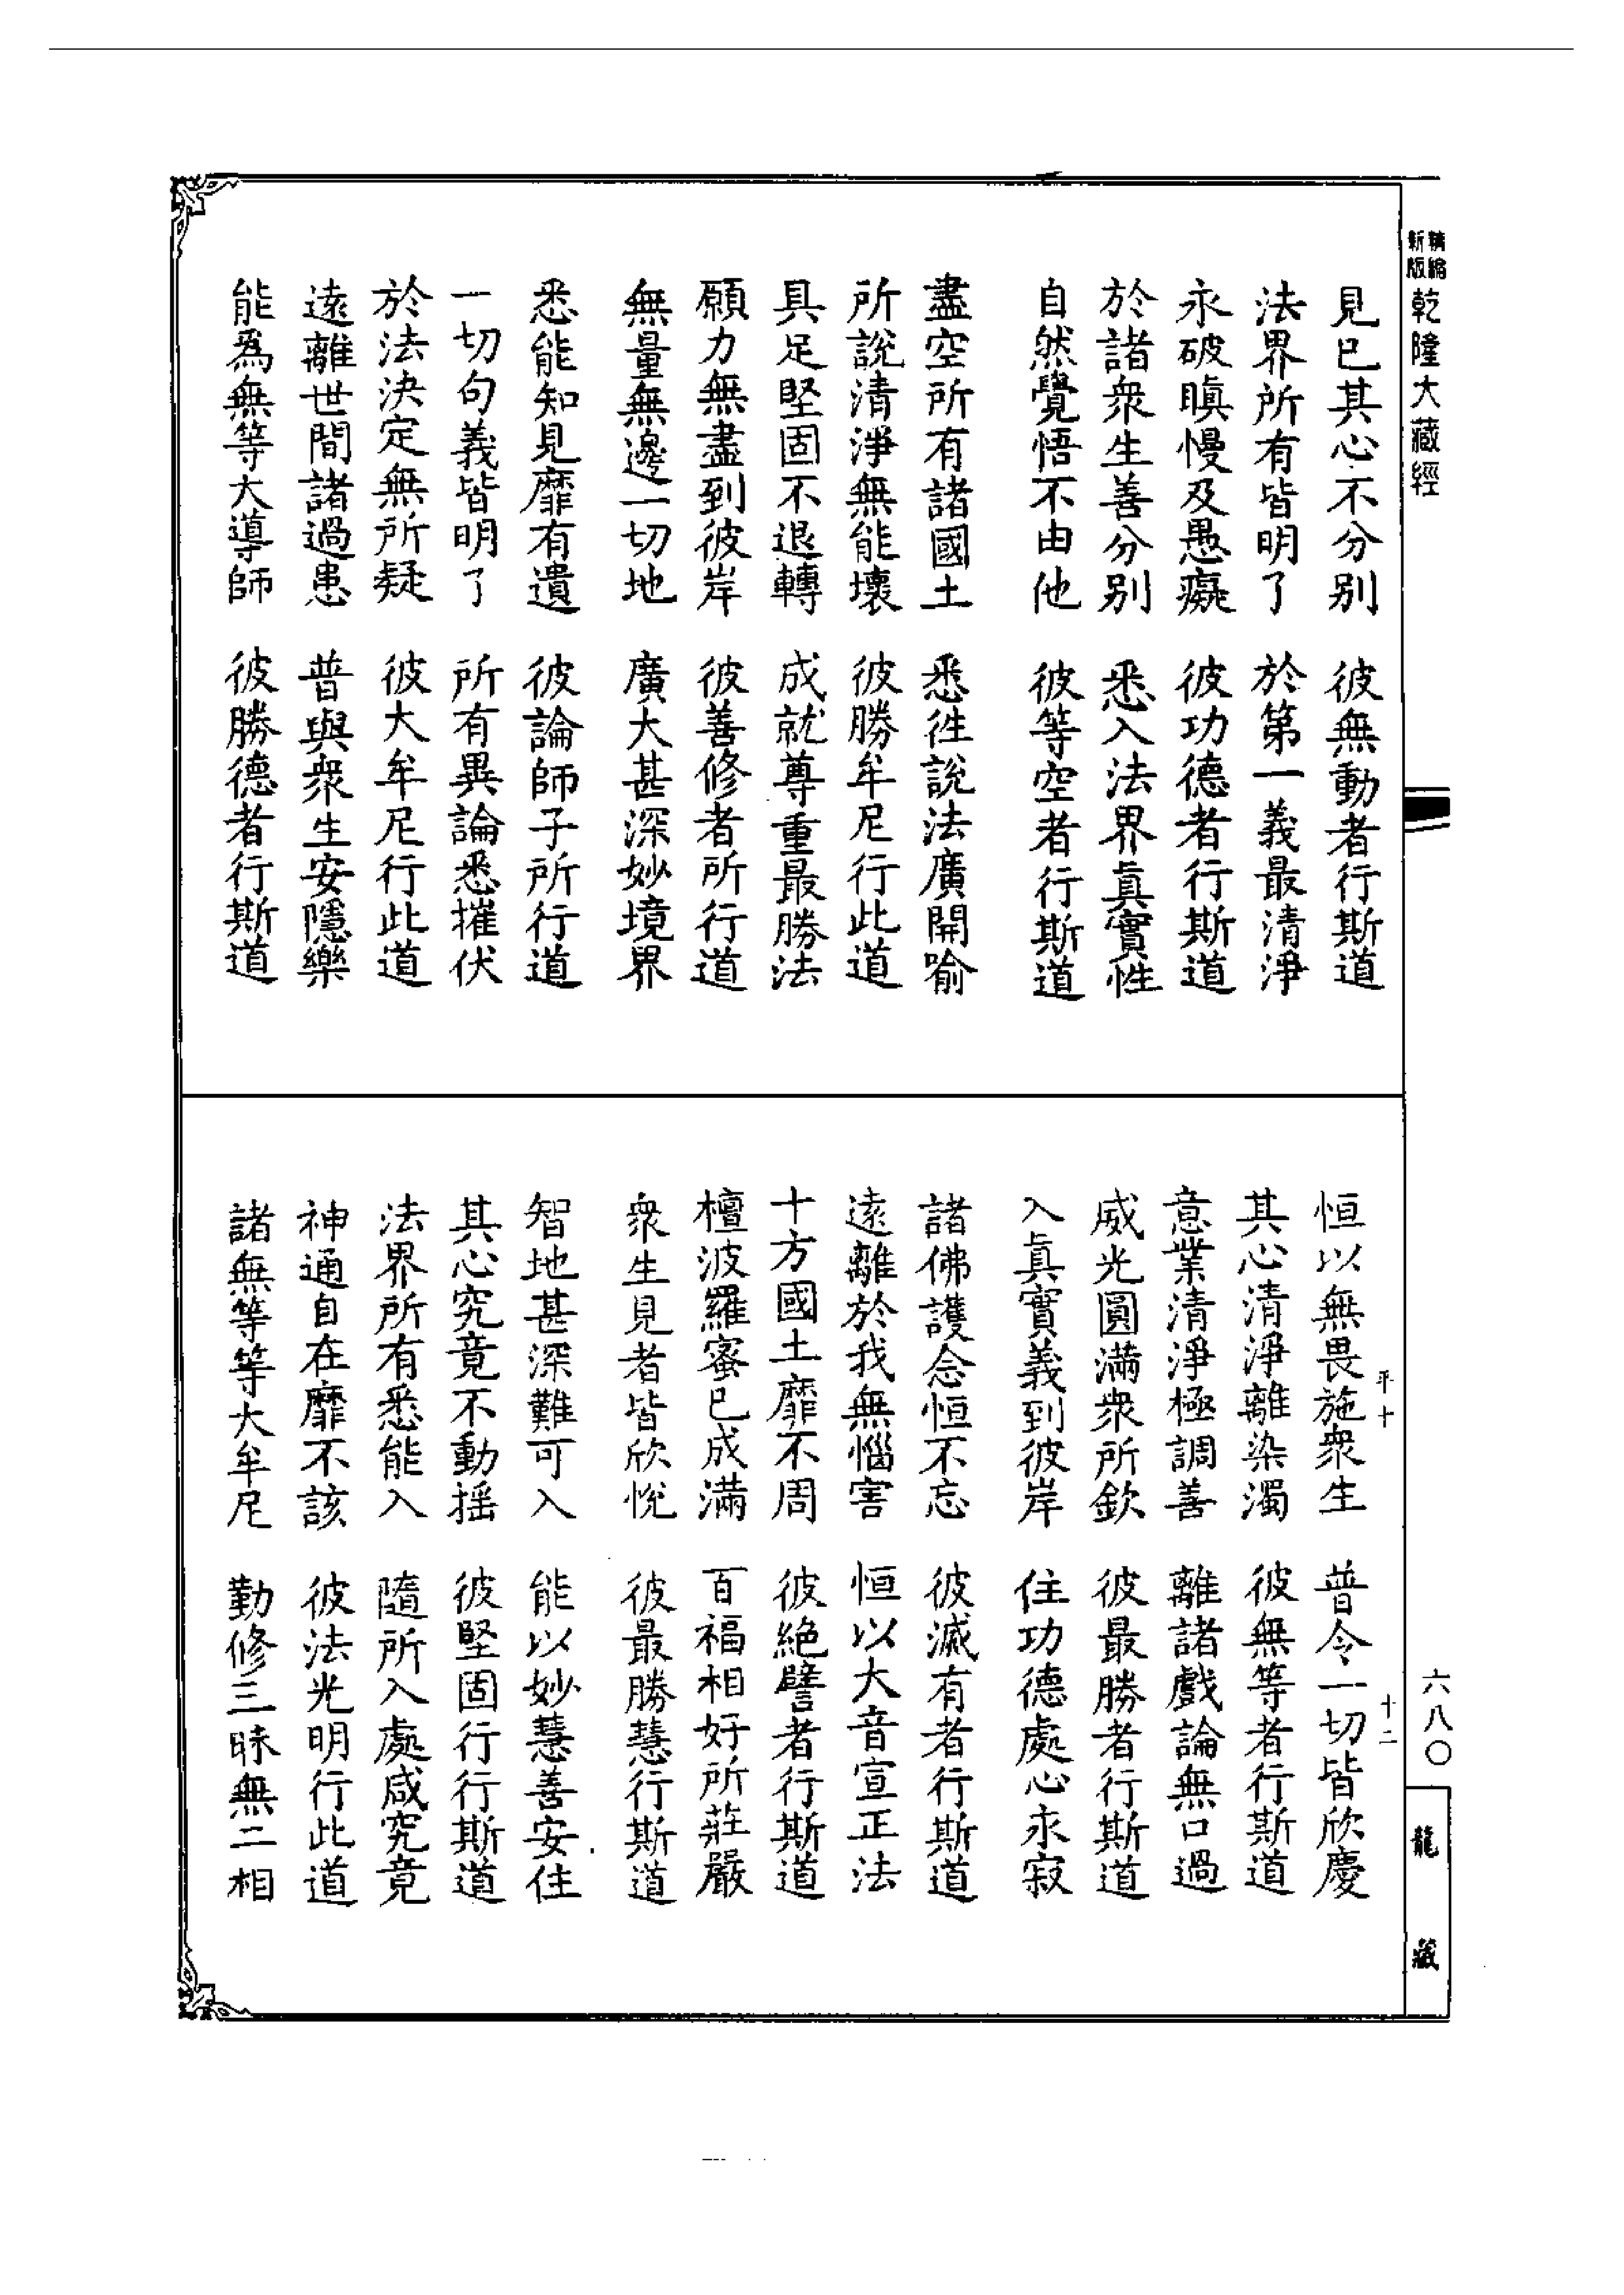 新編
精版
乾隆大藏經
見已其心不分別　彼無動者行斯道
法界所有皆明了　於第一義最清淨
永破瞋慢及愚癡　彼功德者行斯道
於諸衆生善分別　悉入法界眞實性
自然覺悟不由他　彼等空者行斯道
盡空所有諸國土　悉徃說法廣開喻
所說清淨無能壞　彼勝牟尼行此道
具足堅固不退轉　成就尊重最勝法
願力無盡到彼岸　彼善修者所行道
無量無邊一切地　廣大甚深妙境界
悉能知見靡有遺　彼論師子所行道
一切句義皆明了　所有異論悉摧伏
於法決定無所疑　彼大牟尼行此道
遠離世間諸過患　普與衆生安隱樂
能爲無等大導師　彼勝德者行斯道
恒以無畏施衆生　普令一切皆欣慶
其心清淨離染濁　彼無等者行斯道
意業清淨極調善　離諸戲論無口過
威光圓滿衆所欽　彼最勝者行斯道
入眞實義到彼岸　住功德處心永寂
諸佛護念恒不忘　彼滅有者行斯道
遠離於我無惱害　恒以大音宣正法
十方國土靡不周　彼絕譬者行斯道
檀波羅蜜已成滿　百福相好所莊嚴
衆生見者皆欣悅　彼最勝慧行斯道
智地甚深難可入　能以妙慧善安住
其心究竟不動揺　彼堅固行行斯道
法界所有悉能入　隨所入處咸究竟
神通自在靡不該　彼法光明行此道
諸無等等大牟尼　勤修三昧無二相
平十
十二
六八〇
龍藏